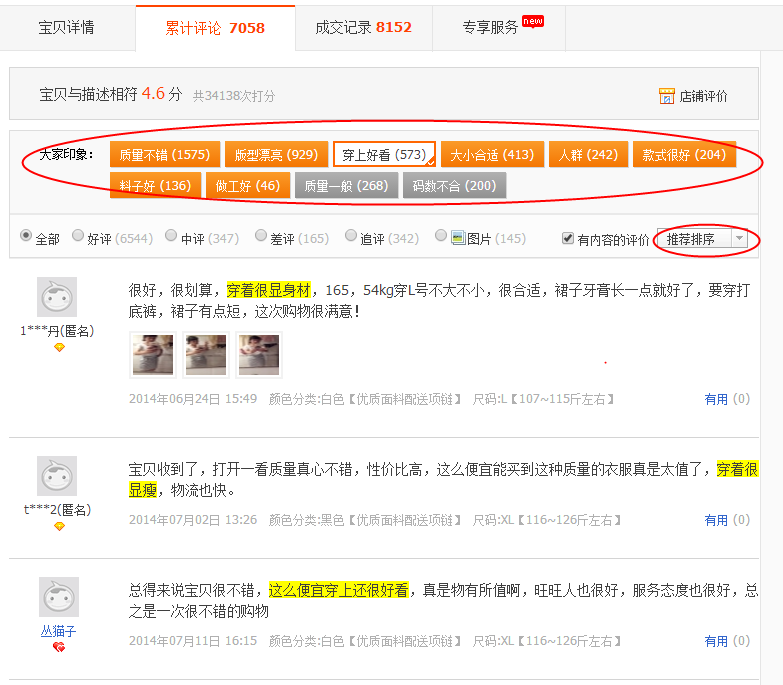 宝贝详情 累计评论 7058 成交记录 8152 专享服务 new
宝贝与描述相符 4.6 分 共34138次打分 店铺评价
大家印象： 质量不错 (1575) 版型漂亮 (929) 穿上好看 (573) 大小合适 (413) 人群 (242) 款式很好 (204)
料子好 (136) 做工好 (46) 质量一般 (268) 码数不合 (200)
全部 好评 (6544) 中评 (347) 差评 (165) 追评 (342) 图片 (145) 有内容的评价 推荐排序
很好，很划算，穿着很显身材，165，54kg穿L号不大不小，很合适，裙子牙膏长一点就好了，要穿打
底裤，裙子有点短，这次购物很满意！
1***丹(匿名)
2014年06月24日 15:49 颜色分类:白色【优质面料配送项链】 尺码:L【107~115斤左右】 有用 (0)
宝贝收到了，打开一看质量真心不错，性价比高，这么便宜能买到这种质量的衣服真是太值了，穿着很
显瘦，物流也快。
t***2(匿名)
2014年07月02日 13:26 颜色分类:黑色【优质面料配送项链】 尺码:XL【116~126斤左右】 有用 (0)
总得来说宝贝很不错，这么便宜穿上还很好看，真是物有所值啊，旺旺人也很好，服务态度也很好，总
之是一次很不错的购物
丛猫子
2014年07月11日 16:15 颜色分类:白色【优质面料配送项链】 尺码:XL【116~126斤左右】 有用 (0)